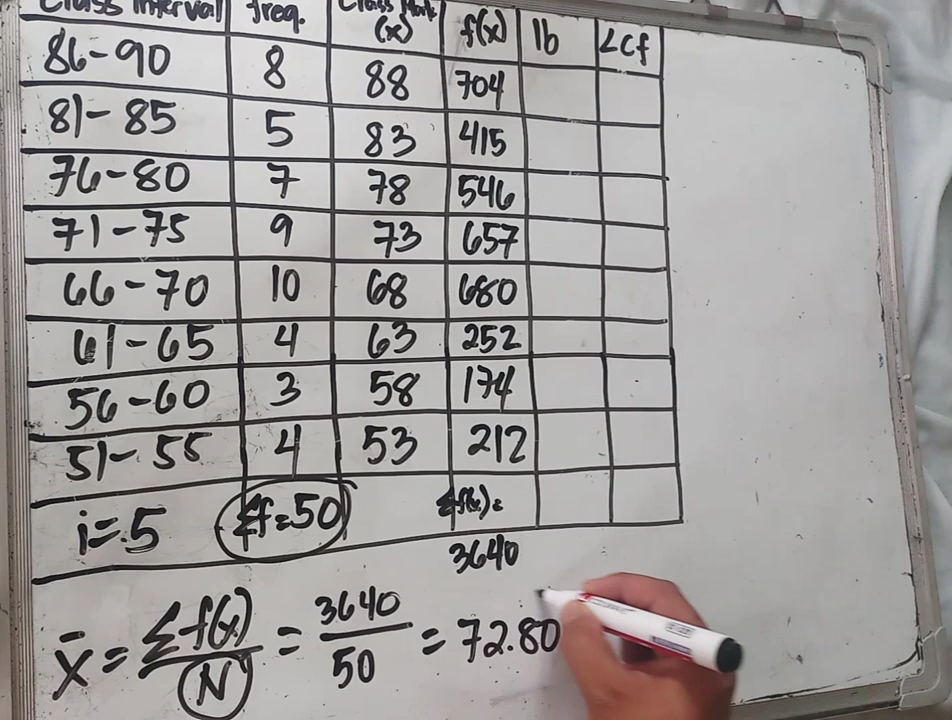 Class Interval freq. Class Mark (x) f(x) lb <cf
86-90 8 88 704
81-85 5 83 415
76-80 7 78 546
71-75 9 73 657
66-70 10 68 680
61-65 4 63 252
56-60 3 58 174
51-55 4 53 212
i=5 Σf=50 Σf(x)=
3640
x̄ = Σf(x)/N = 3640/50 = 72.80